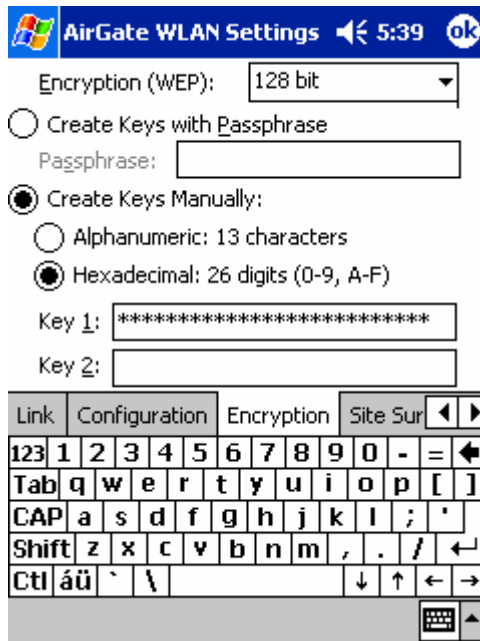 AirGate WLAN Settings 5:39 ok
Encryption (WEP): 128 bit
Create Keys with Passphrase
Passphrase:
Create Keys Manually:
Alphanumeric: 13 characters
Hexadecimal: 26 digits (0-9, A-F)
Key 1: **************************
Key 2:
Link Configuration Encryption Site Sur
123 1 2 3 4 5 6 7 8 9 0 - =
Tab q w e r t y u i o p [ ]
CAP a s d f g h j k l ; '
Shift z x c v b n m , . /
Ctl áü ` \